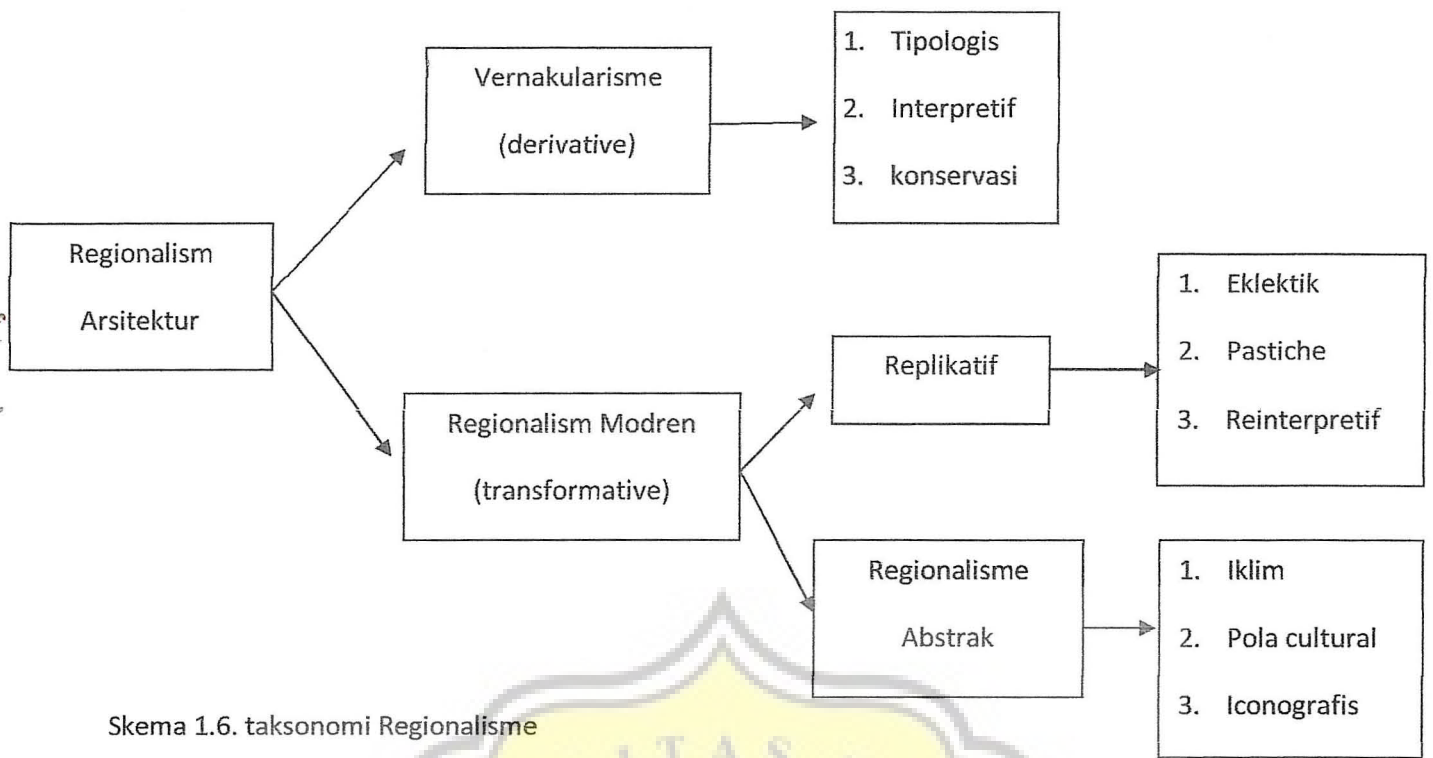 Regionalism
Arsitektur
Vernakularisme
(derivative)
1. Tipologis
2. Interpretif
3. konservasi
Regionalism Modren
(transformative)
Replikatif
1. Eklektik
2. Pastiche
3. Reinterpretif
Regionalisme
Abstrak
1. Iklim
2. Pola cultural
3. Iconografis
Skema 1.6. taksonomi Regionalisme